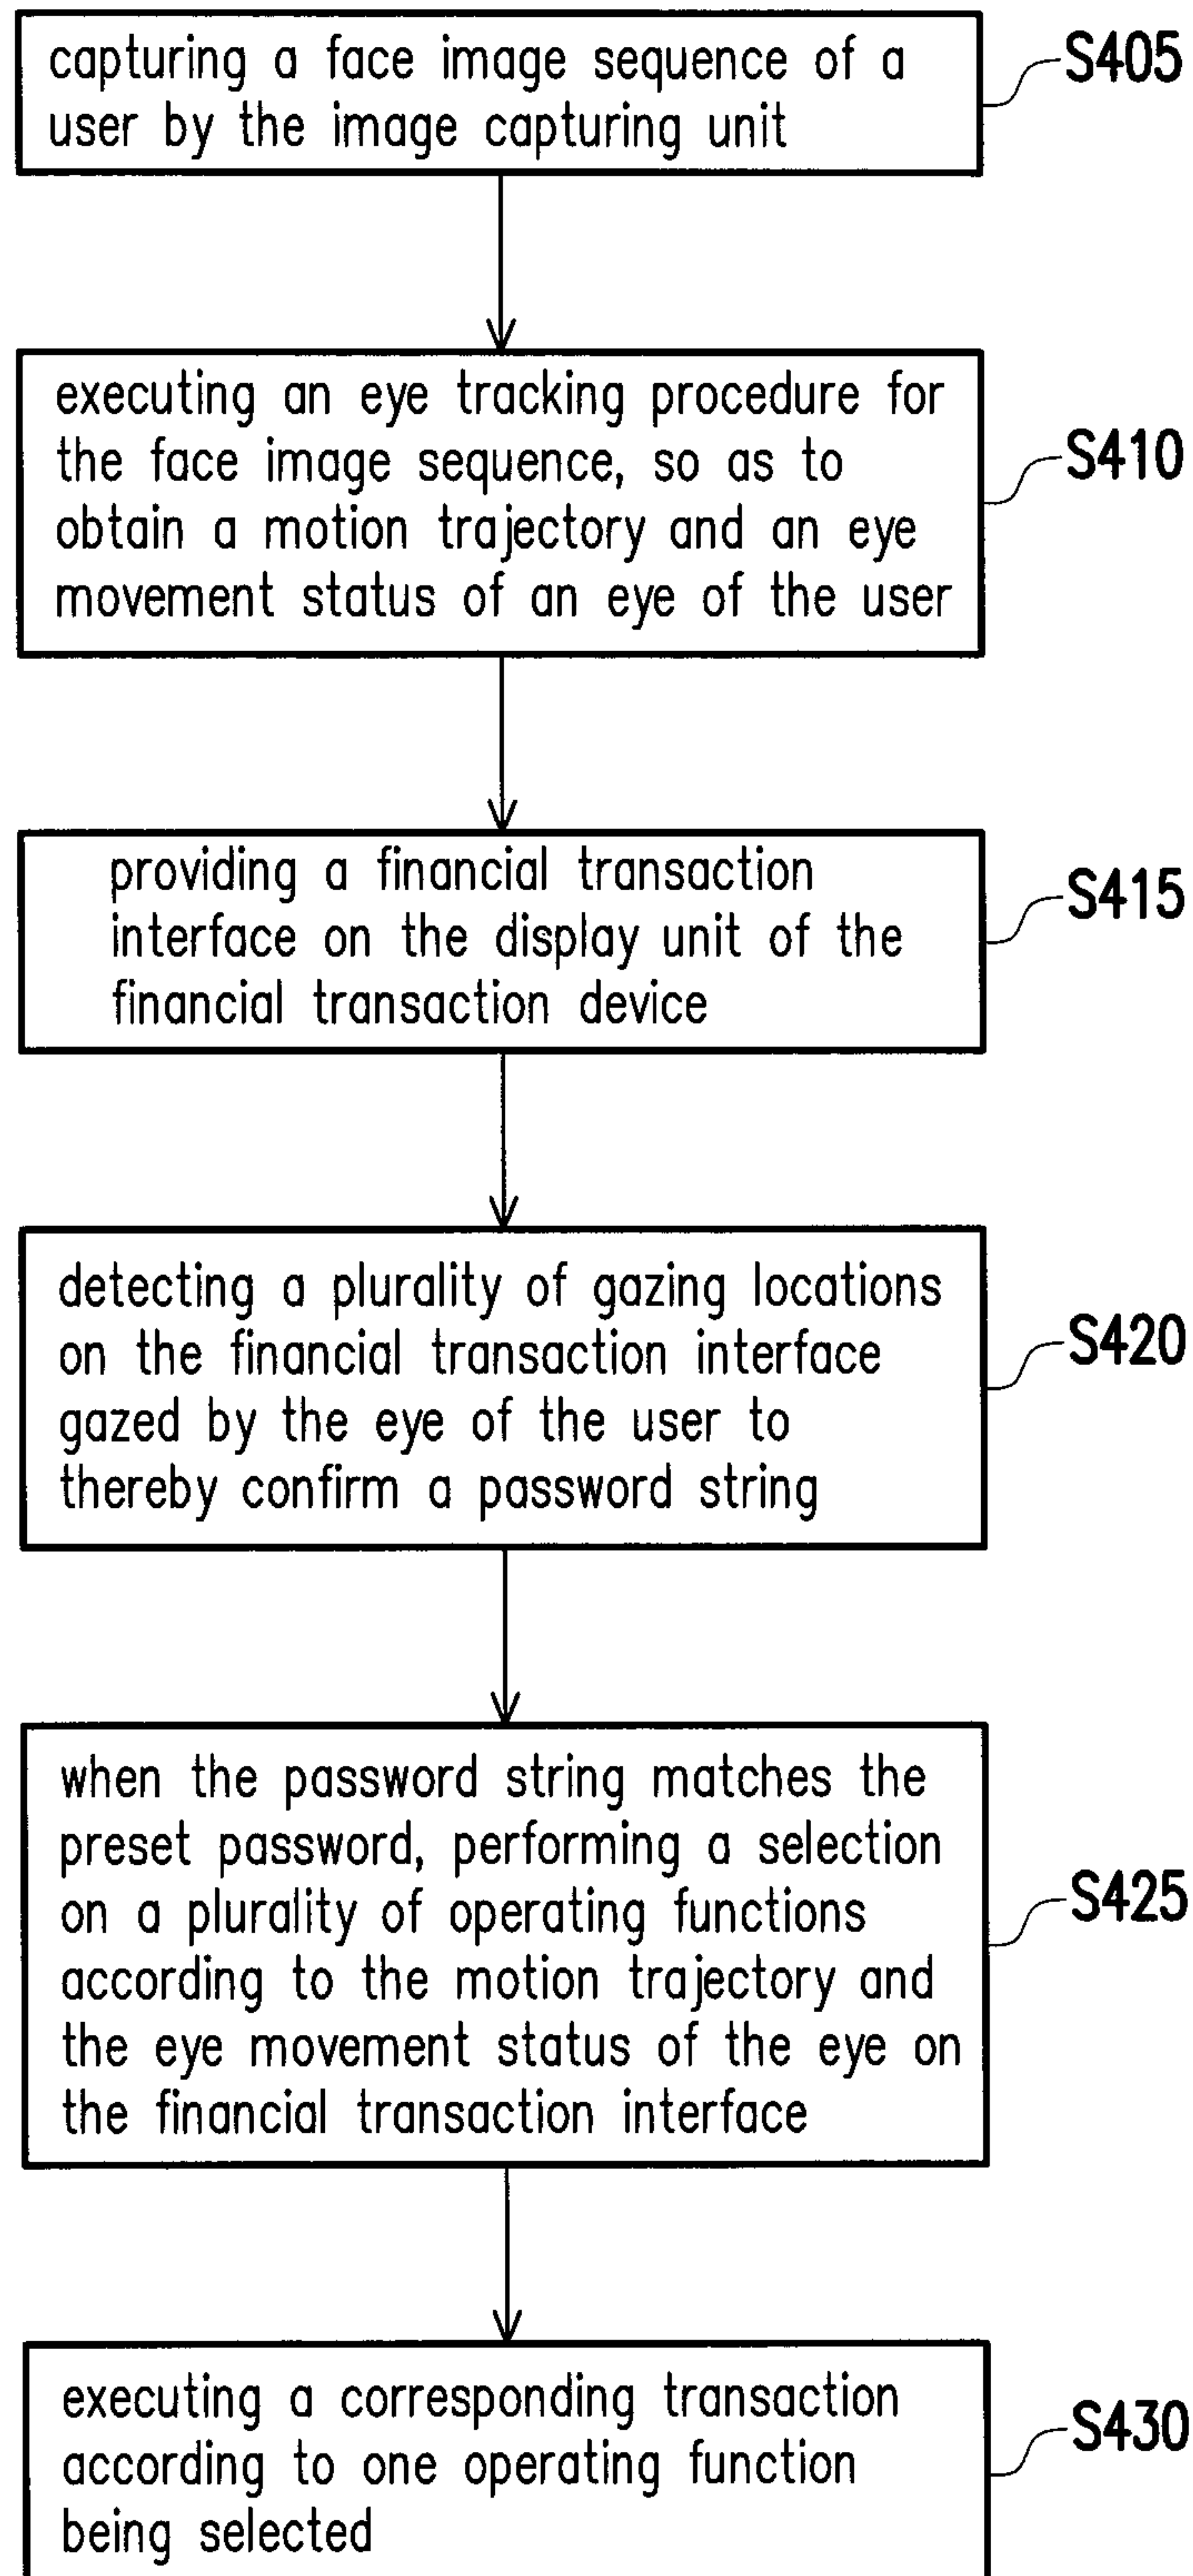 capturing a face image sequence of a
user by the image capturing unit
S405
executing an eye tracking procedure for
the face image sequence, so as to
obtain a motion trajectory and an eye
movement status of an eye of the user
S410
providing a financial transaction
interface on the display unit of the
financial transaction device
S415
detecting a plurality of gazing locations
on the financial transaction interface
gazed by the eye of the user to
thereby confirm a password string
S420
when the password string matches the
preset password, performing a selection
on a plurality of operating functions
according to the motion trajectory and
the eye movement status of the eye on
the financial transaction interface
S425
executing a corresponding transaction
according to one operating function
being selected
S430